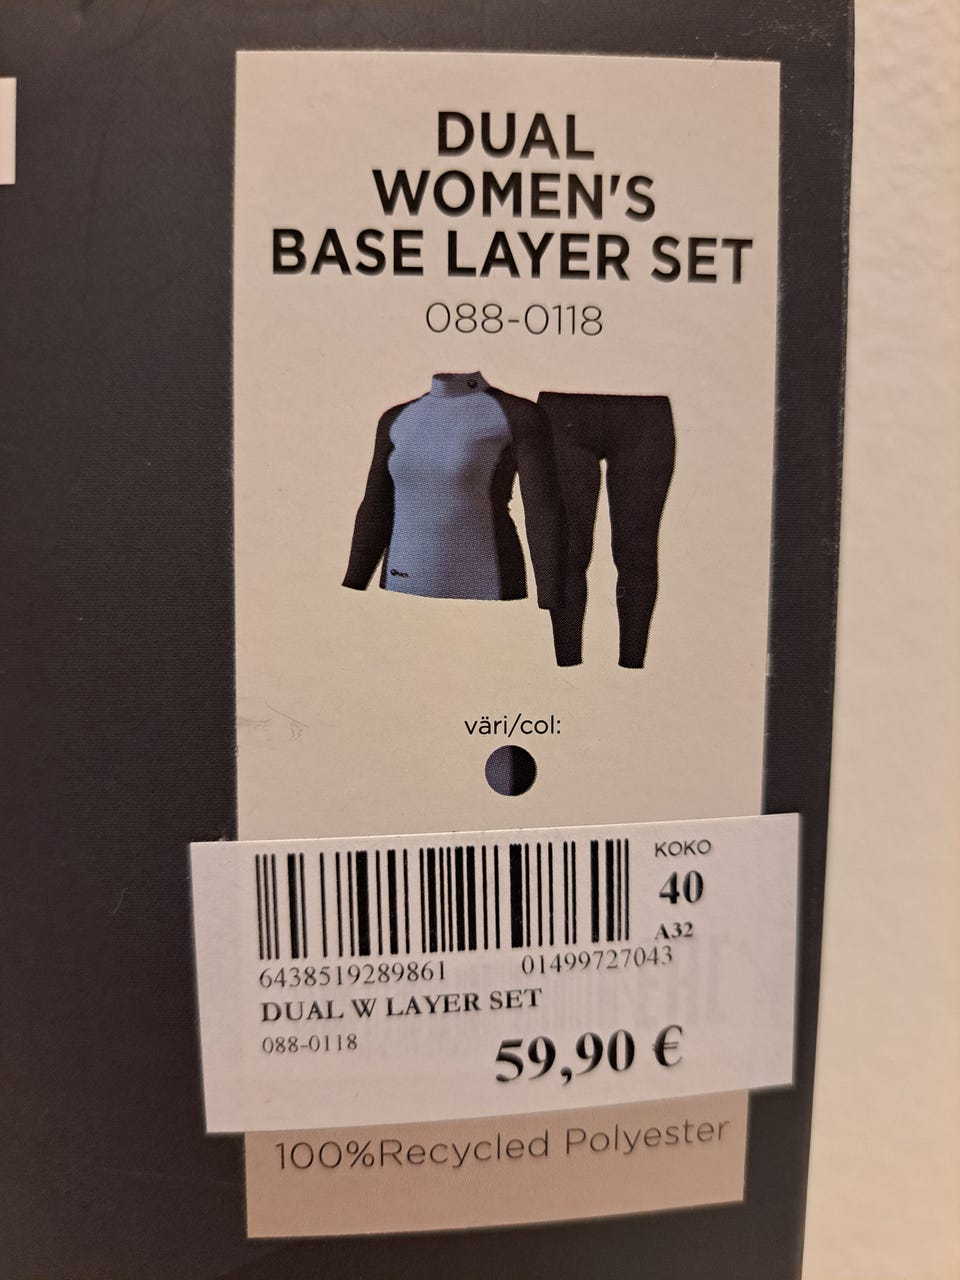 DUAL
WOMEN'S
BASE LAYER SET
088-0118
väri/col:
KOKO
40
A32
6438519289861 01499727043
DUAL W LAYER SET
088-0118
59,90 €
100%Recycled Polyester